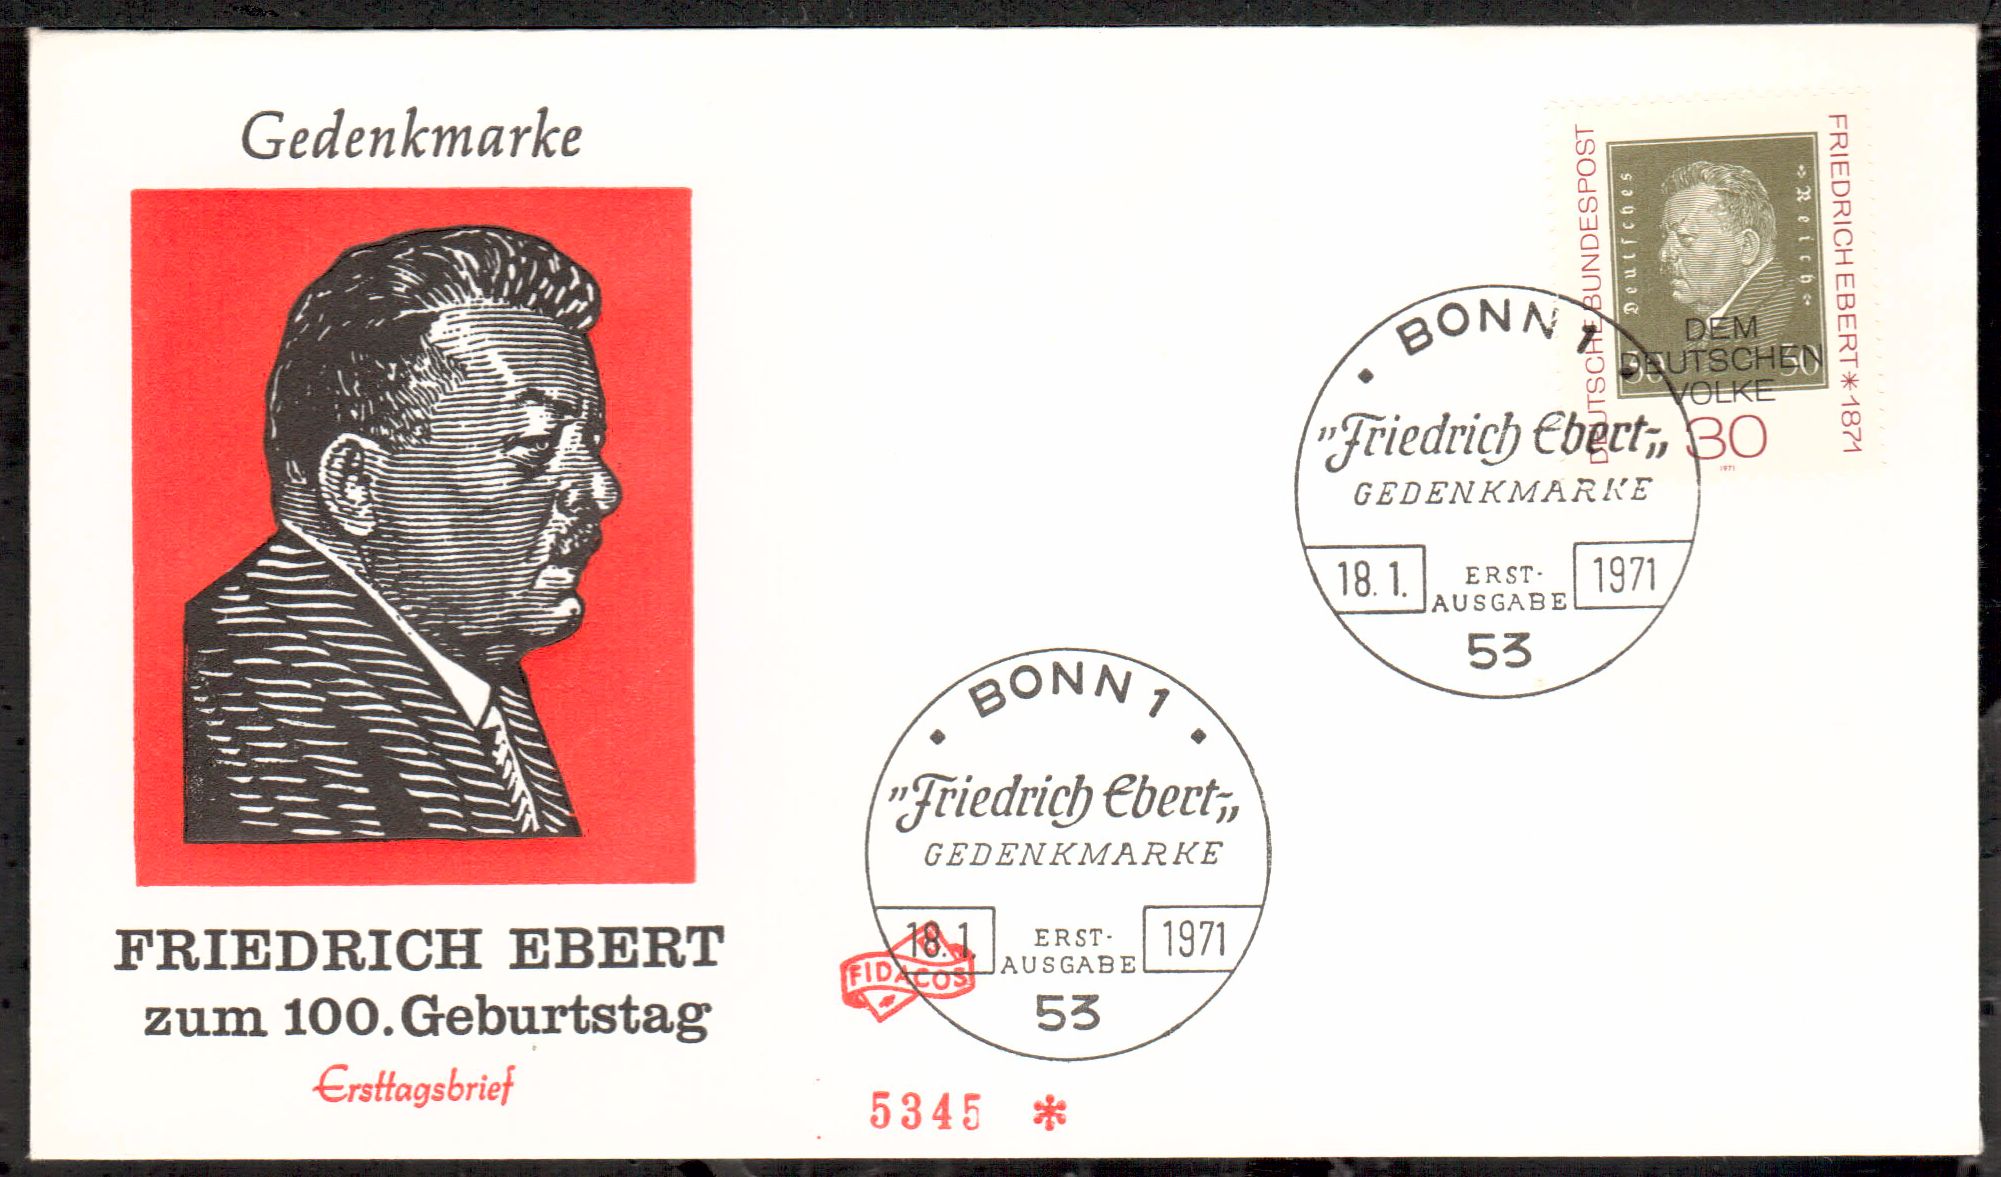 Gedenkmarke
FRIEDRICH EBERT
zum 100. Geburtstag
Ersttagsbrief
DEUTSCHE BUNDESPOST
Deutsches
Reich
FRIEDRICH EBERT * 1871
DEM
DEUTSCHEN
VOLKE
30
1971
BONN 1
"Friedrich Ebert-„
GEDENKMARKE
18.1. ERST- 1971
AUSGABE
53
BONN 1
"Friedrich Ebert-„
GEDENKMARKE
18.1. ERST- 1971
AUSGABE
53
FIDACOS
5345 *